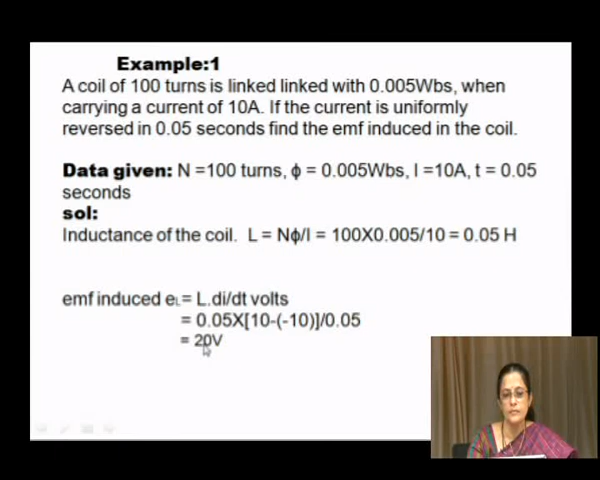 Example:1
A coil of 100 turns is linked linked with 0.005Wbs, when
carrying a current of 10A. If the current is uniformly
reversed in 0.05 seconds find the emf induced in the coil.
Data given: N =100 turns, ϕ = 0.005Wbs, I =10A, t = 0.05
seconds
sol:
Inductance of the coil. L = Nϕ/I = 100X0.005/10 = 0.05 H
emf induced eL= L.di/dt volts
= 0.05X[10-(-10)]/0.05
= 20V